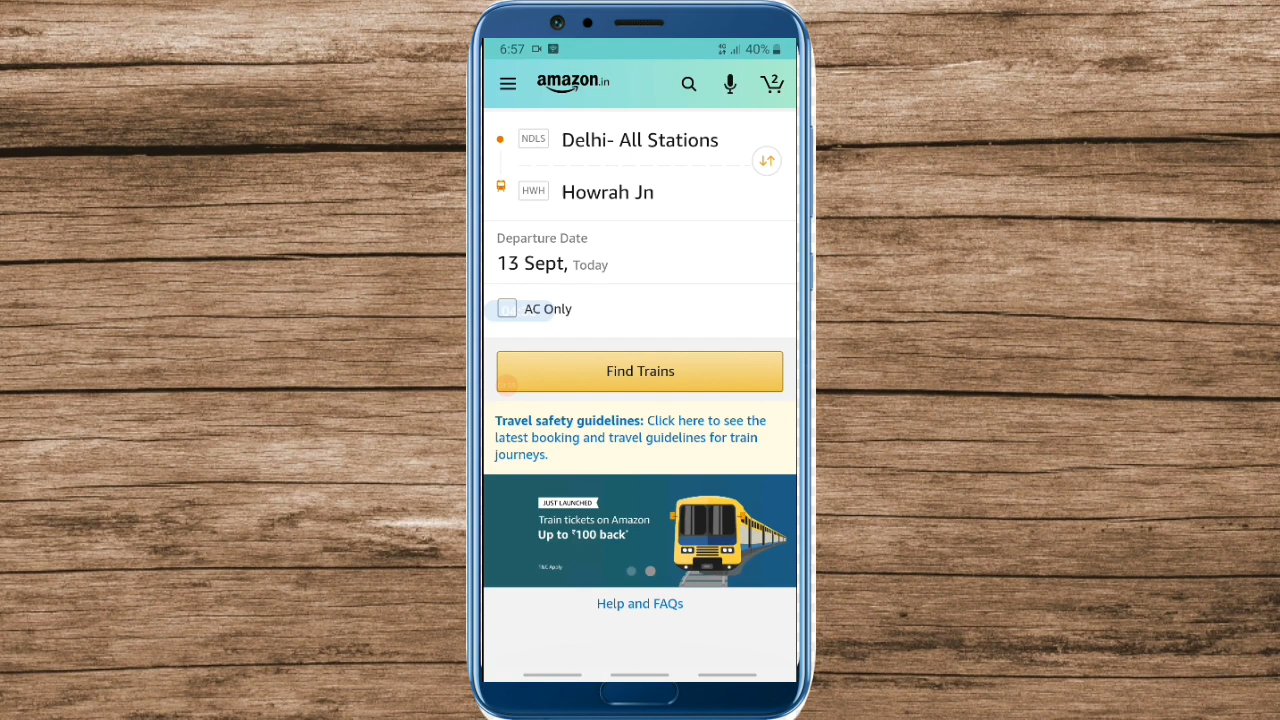 6:57 4G 40%
amazon.in 2
NDLS Delhi- All Stations
HWH Howrah Jn
Departure Date
13 Sept, Today
AC Only
Find Trains
Travel safety guidelines: Click here to see the
latest booking and travel guidelines for train
journeys.
JUST LAUNCHED
Train tickets on Amazon
Up to ₹100 back*
T&C Apply
Help and FAQs